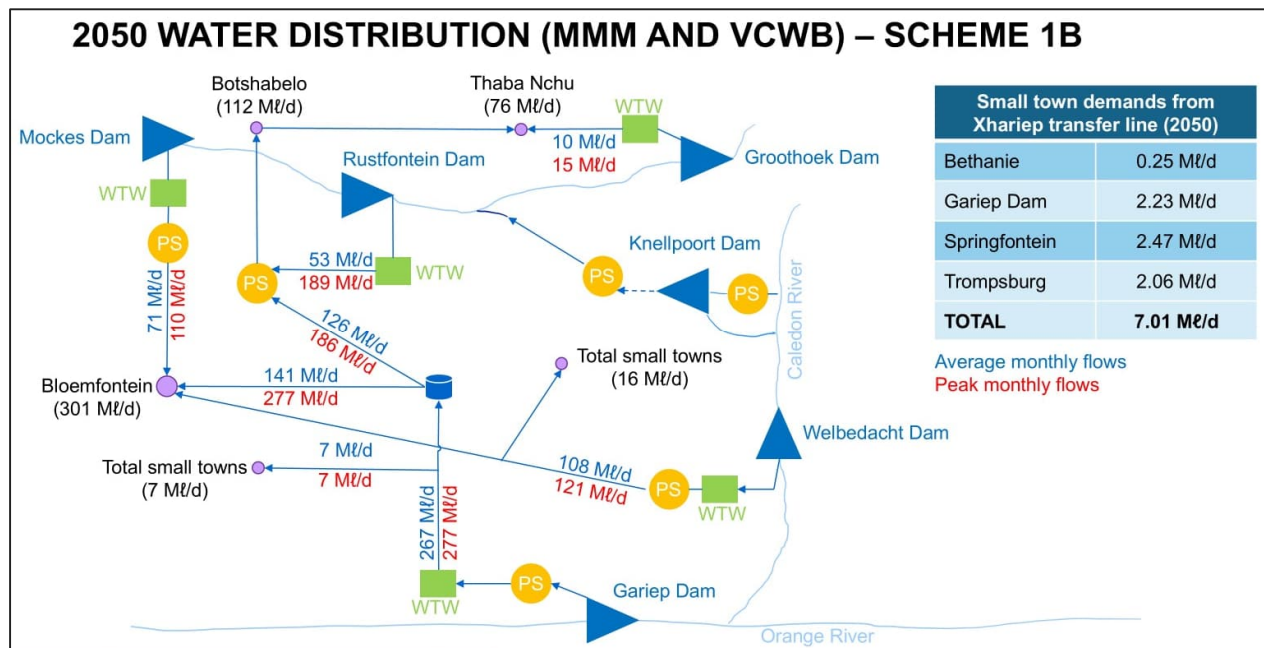 2050 WATER DISTRIBUTION (MMM AND VCWB) – SCHEME 1B
Botshabelo
(112 Mℓ/d)
Thaba Nchu
(76 Mℓ/d)
WTW
Mockes Dam
10 Mℓ/d
15 Mℓ/d
Groothoek Dam
Rustfontein Dam
WTW
PS
53 Mℓ/d
189 Mℓ/d
WTW
PS
Knellpoort Dam
PS
PS
Caledon River
71 Mℓ/d
110 Mℓ/d
126 Mℓ/d
186 Mℓ/d
Total small towns
(16 Mℓ/d)
Bloemfontein
(301 Mℓ/d)
141 Mℓ/d
277 Mℓ/d
Welbedacht Dam
Total small towns
(7 Mℓ/d)
7 Mℓ/d
7 Mℓ/d
108 Mℓ/d
121 Mℓ/d
PS
WTW
267 Mℓ/d
277 Mℓ/d
WTW
PS
Gariep Dam
Orange River
Small town demands from
Xhariep transfer line (2050)
Bethanie 0.25 Mℓ/d
Gariep Dam 2.23 Mℓ/d
Springfontein 2.47 Mℓ/d
Trompsburg 2.06 Mℓ/d
TOTAL 7.01 Mℓ/d
Average monthly flows
Peak monthly flows